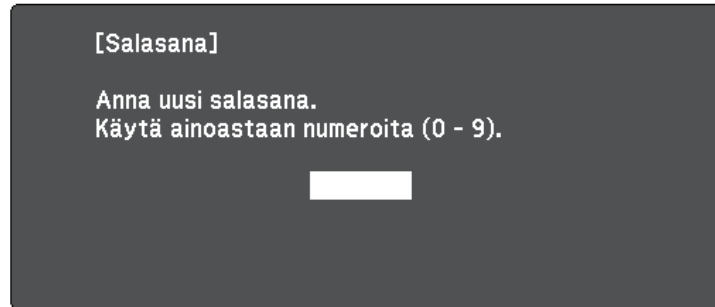 [Salasana]
Anna uusi salasana.
Käytä ainoastaan numeroita (0 - 9).